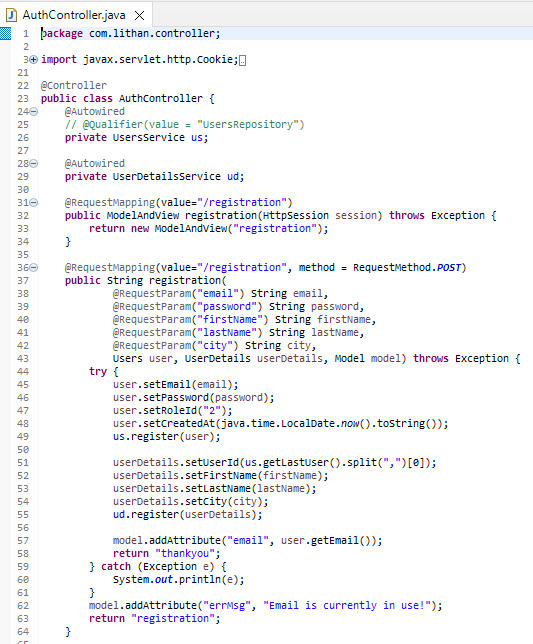 AuthController.java
1 package com.lithan.controller;
2
3 import javax.servlet.http.Cookie;
21
22 @Controller
23 public class AuthController {
24     @Autowired
25     // @Qualifier(value = "UsersRepository")
26     private UsersService us;
27
28     @Autowired
29     private UserDetailsService ud;
30
31     @RequestMapping(value="/registration")
32     public ModelAndView registration(HttpSession session) throws Exception {
33         return new ModelAndView("registration");
34     }
35
36     @RequestMapping(value="/registration", method = RequestMethod.POST)
37     public String registration(
38             @RequestParam("email") String email,
39             @RequestParam("password") String password,
40             @RequestParam("firstName") String firstName,
41             @RequestParam("lastName") String lastName,
42             @RequestParam("city") String city,
43             Users user, UserDetails userDetails, Model model) throws Exception {
44         try {
45             user.setEmail(email);
46             user.setPassword(password);
47             user.setRoleId("2");
48             user.setCreatedAt(java.time.LocalDate.now().toString());
49             us.register(user);
50
51             userDetails.setUserId(us.getLastUser().split(",")[0]);
52             userDetails.setFirstName(firstName);
53             userDetails.setLastName(lastName);
54             userDetails.setCity(city);
55             ud.register(userDetails);
56
57             model.addAttribute("email", user.getEmail());
58             return "thankyou";
59         } catch (Exception e) {
60             System.out.println(e);
61         }
62         model.addAttribute("errMsg", "Email is currently in use!");
63         return "registration";
64     }